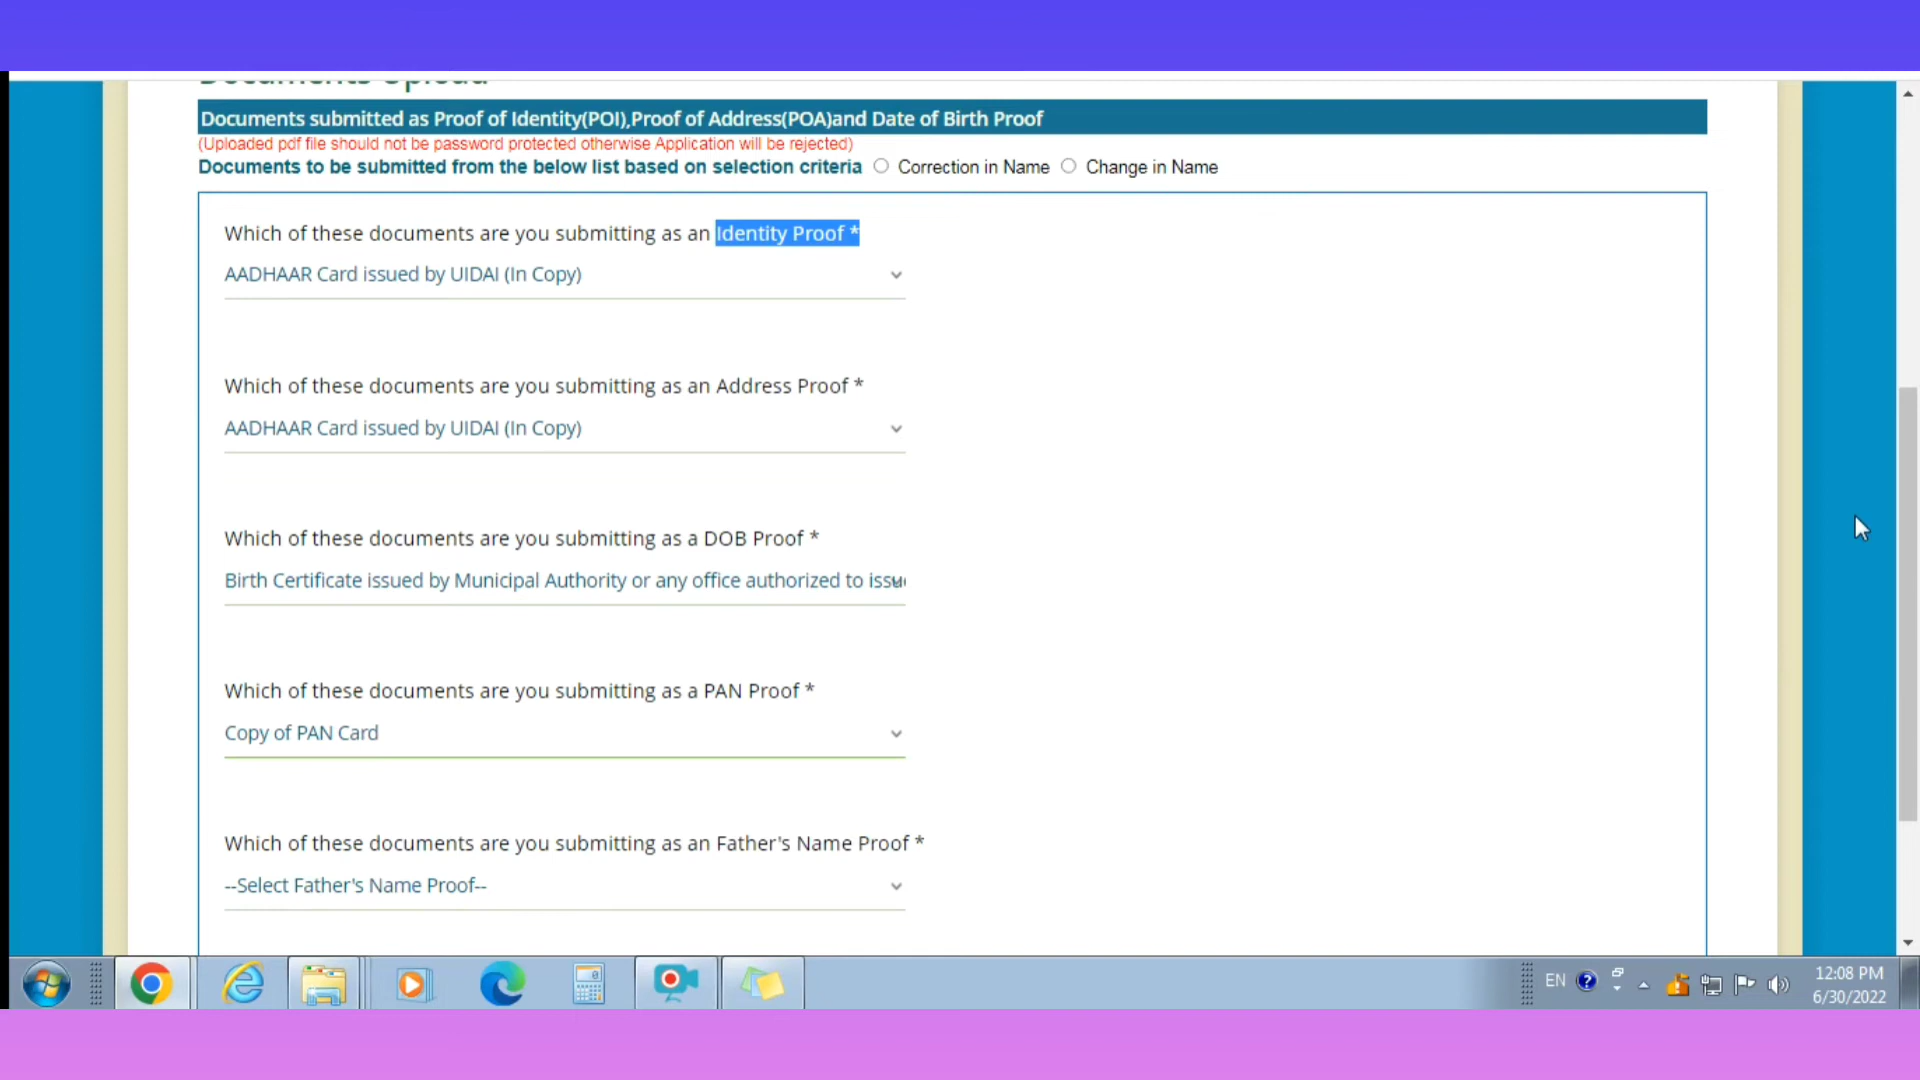 Documents Upload
Documents submitted as Proof of Identity(POI),Proof of Address(POA)and Date of Birth Proof
(Uploaded pdf file should not be password protected otherwise Application will be rejected)
Documents to be submitted from the below list based on selection criteria Correction in Name Change in Name
Which of these documents are you submitting as an Identity Proof *
AADHAAR Card issued by UIDAI (In Copy)
Which of these documents are you submitting as an Address Proof *
AADHAAR Card issued by UIDAI (In Copy)
Which of these documents are you submitting as a DOB Proof *
Birth Certificate issued by Municipal Authority or any office authorized to issue
Which of these documents are you submitting as a PAN Proof *
Copy of PAN Card
Which of these documents are you submitting as an Father's Name Proof *
--Select Father's Name Proof--
EN
12:08 PM
6/30/2022